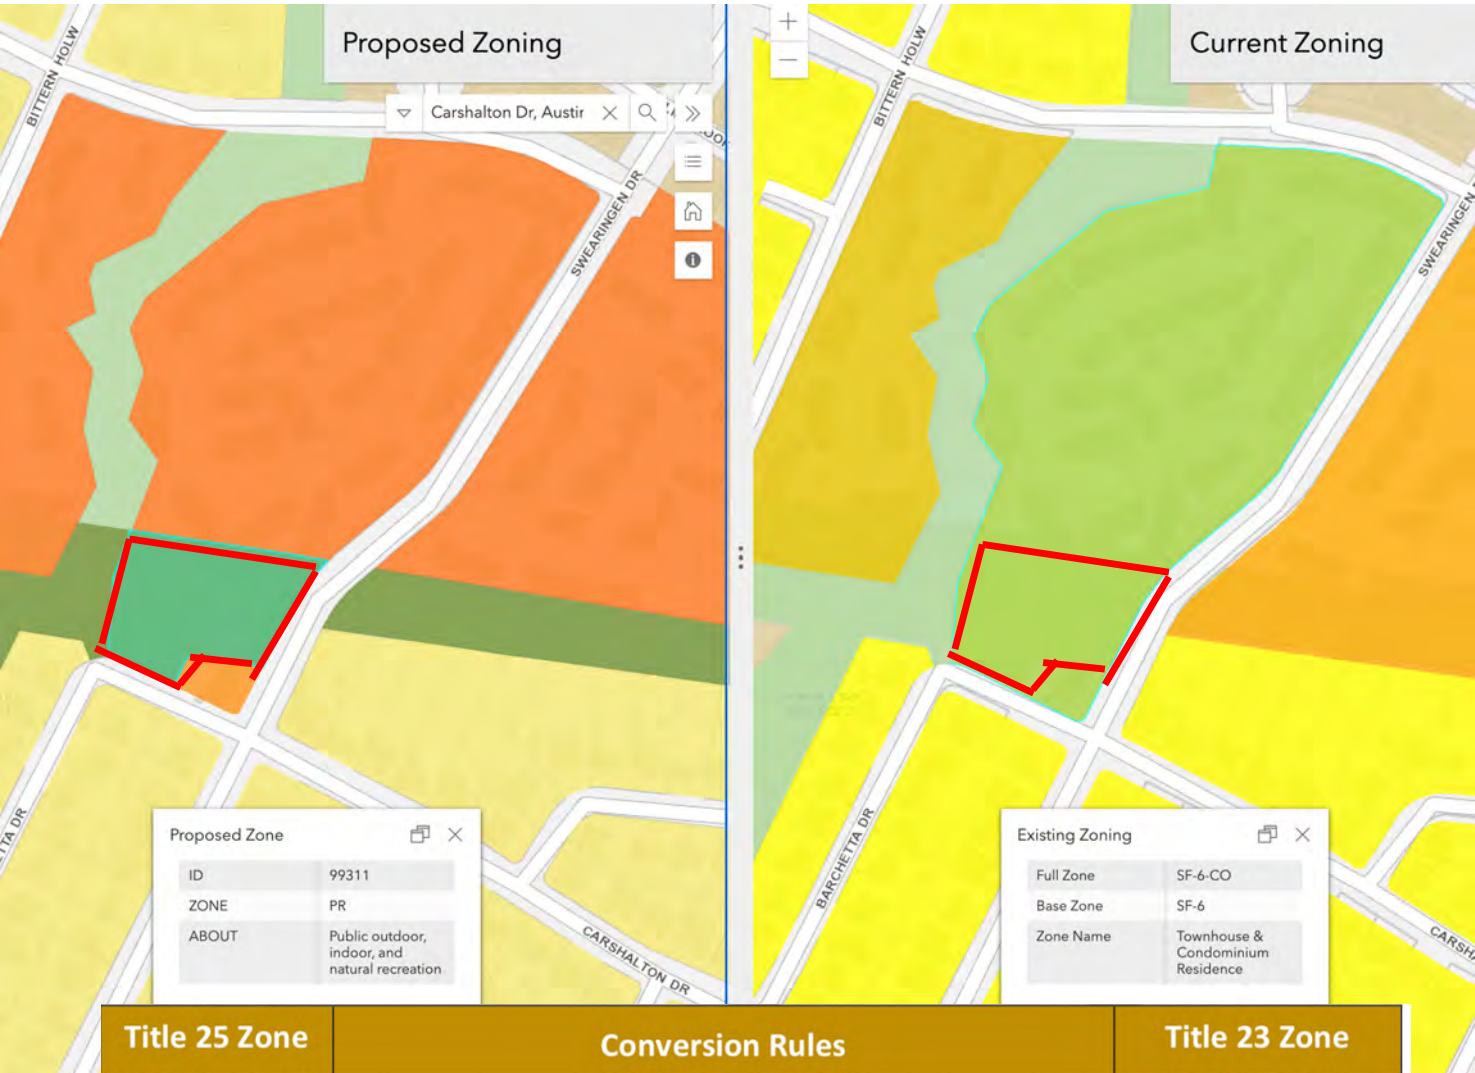 Proposed Zoning
Carshalton Dr, Austin
BITTERN HOLW
SWEARINGEN DR
CARSHALTON DR
Proposed Zone
ID 99311
ZONE PR
ABOUT Public outdoor,
indoor, and
natural recreation
Current Zoning
BITTERN HOLW
SWEARINGEN
BARCHETTA DR
CARSHA
Existing Zoning
Full Zone SF-6-CO
Base Zone SF-6
Zone Name Townhouse &
Condominium
Residence
Title 25 Zone
Conversion Rules
Title 23 Zone